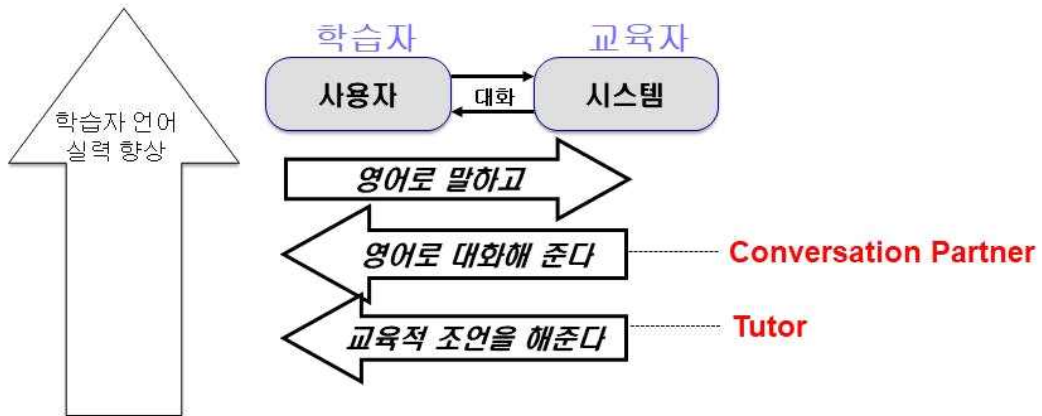 학습자 교육자
사용자 대화 시스템
학습자 언어
실력 향상
영어로 말하고
영어로 대화해 준다 Conversation Partner
교육적 조언을 해준다 Tutor